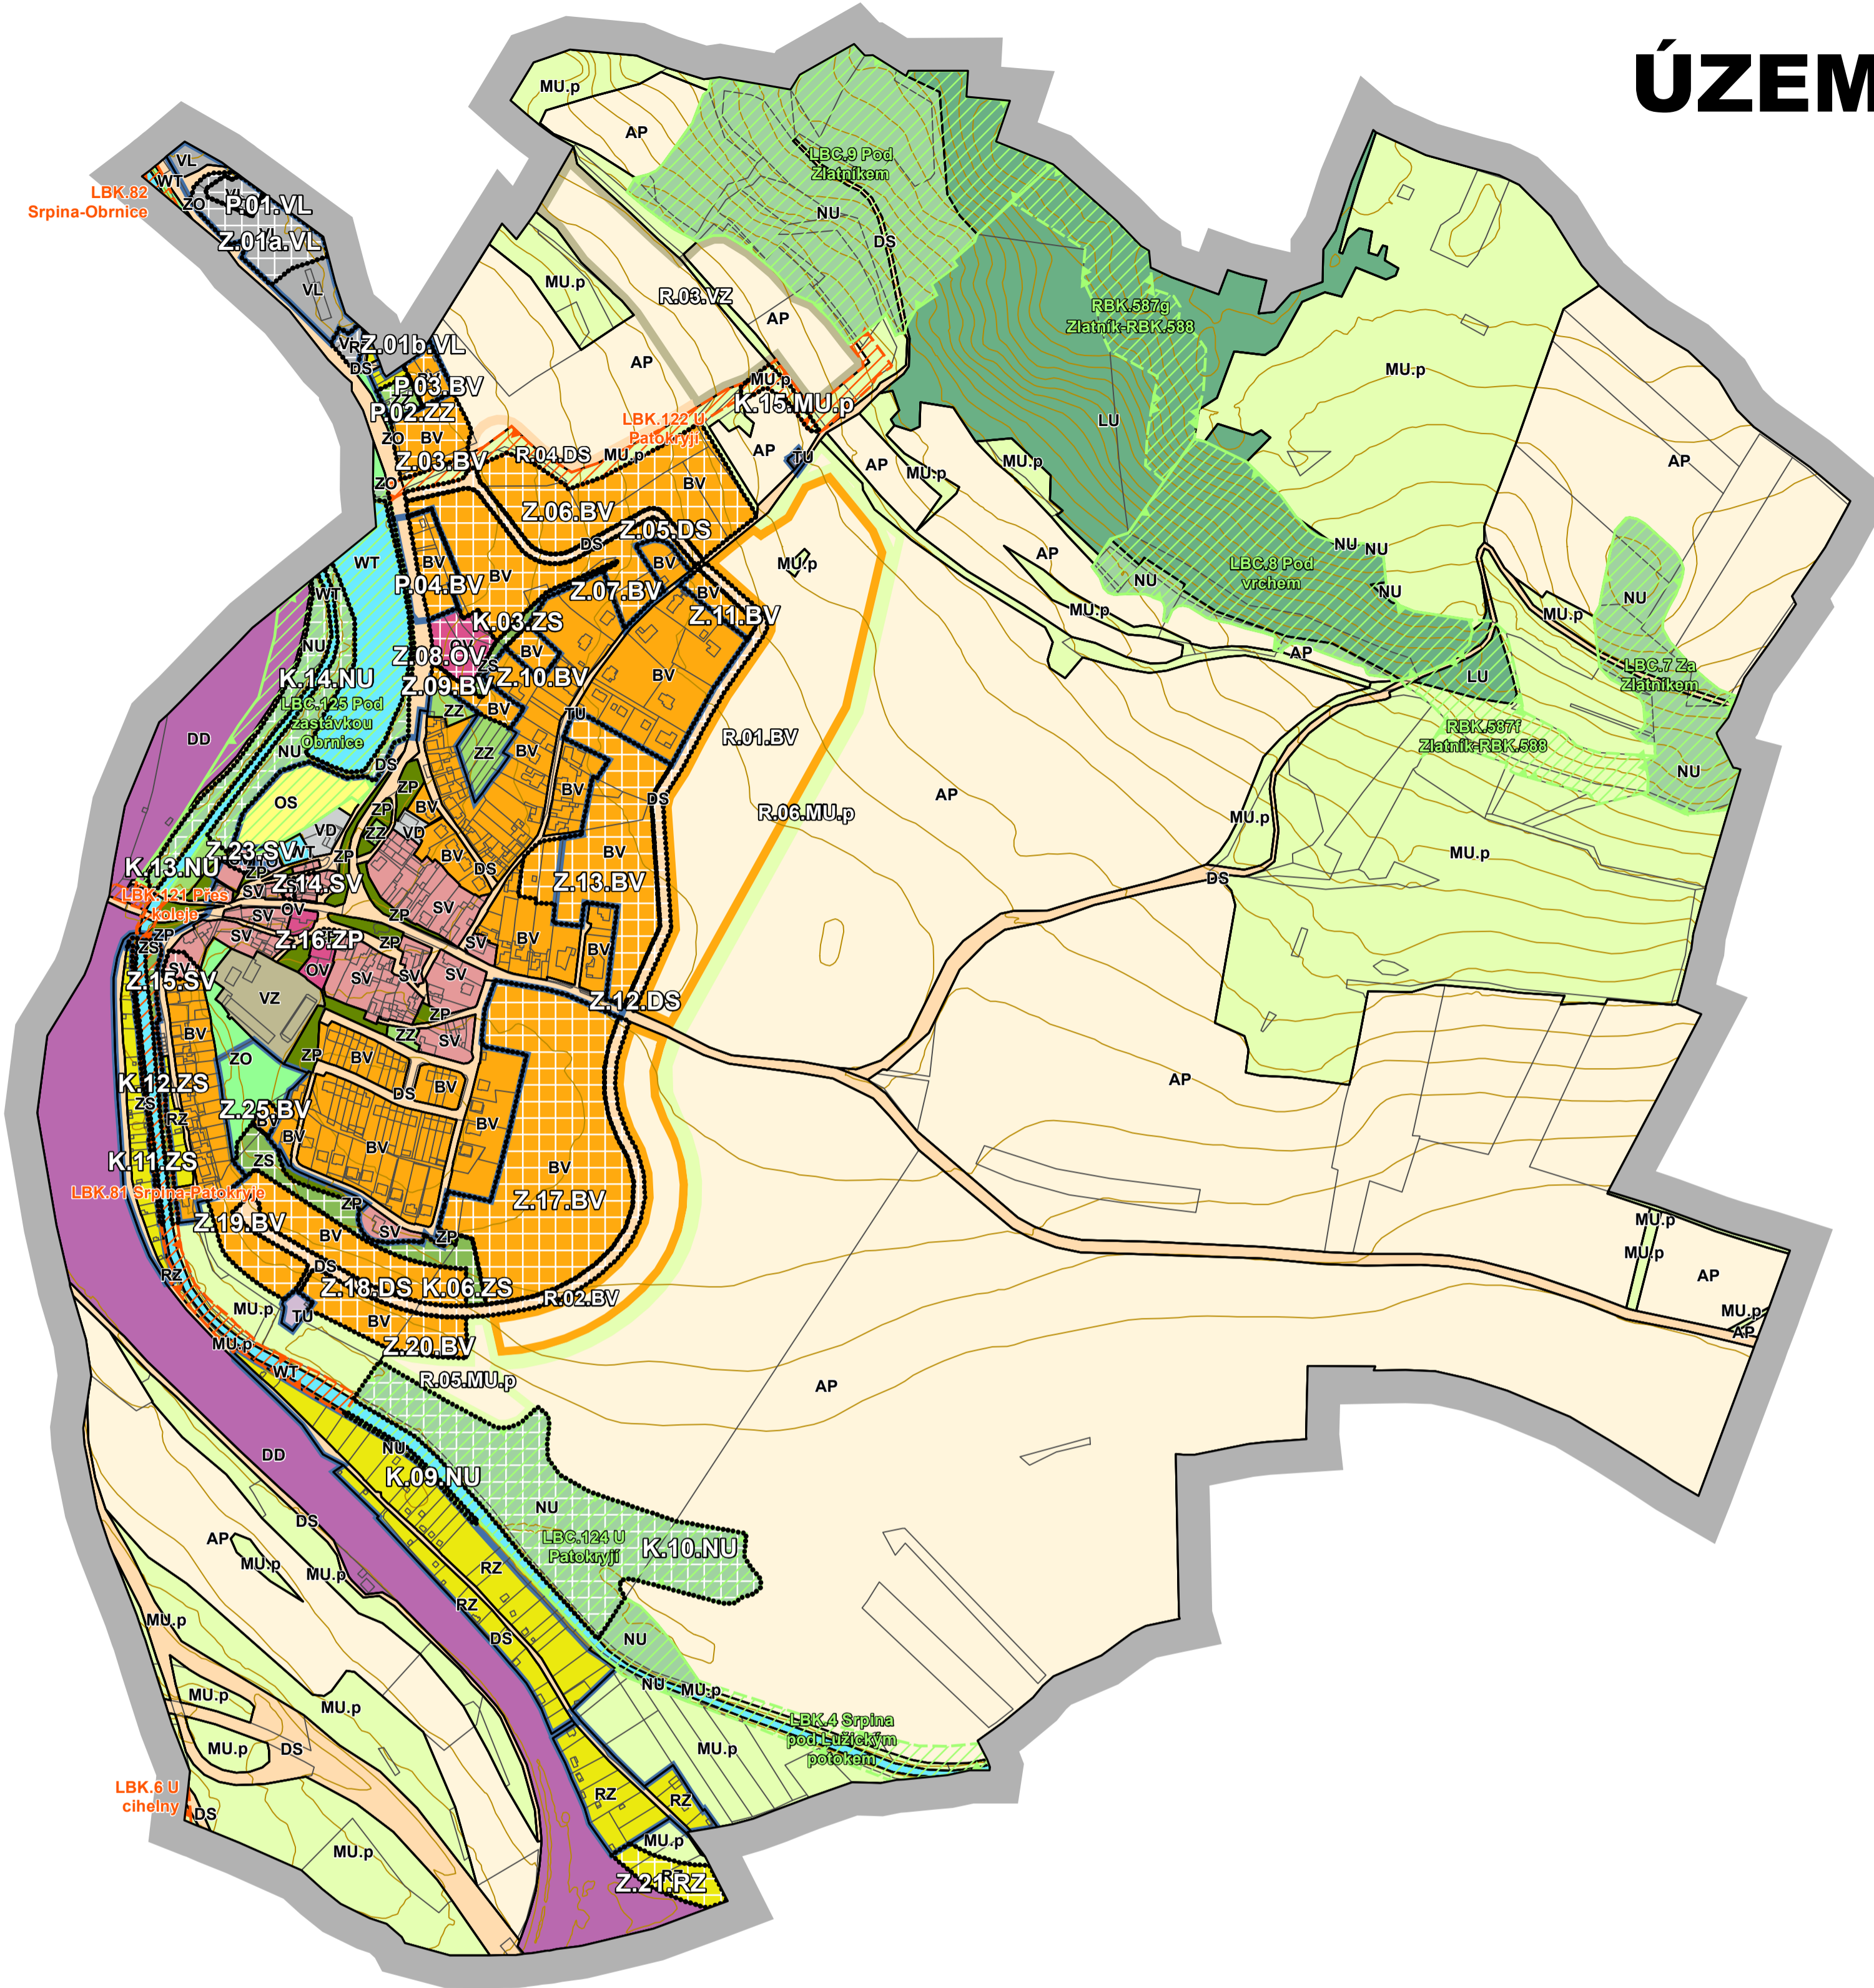 ÚZEM
MU.p
AP
LBC.9 Pod
Zlatníkem
VL
WT
LBK.82
Srpina-Obrnice
ZO
P.01.VL
NU
Z.01a.VL
DS
MU.p
VL
R.03.VZ
RBK.587g
Zlatník-RBK.588
AP
Z.01b.VL
DS
AP
MU.p
MU.p
P.03.BV
K.15.MU.p
P.02.ZZ
LBK.122 U
Patokryjí
LU
ZO
BV
AP
R.04.DS
MU.p
TU
Z.03.BV
AP
MU.p
MU.p
AP
ZO
BV
Z.06.BV
Z.05.DS
DS
NU
NU
WT
BV
BV
MU.p
AP
LBC.8 Pod
vrchem
P.04.BV
BV
Z.07.BV
NU
NU
WT
BV
NU
K.03.ZS
Z.11.BV
MU.p
MU.p
NU
OV
BV
AP
Z.08.OV
ZS
LBC.7 Za
Zlatníkem
K.14.NU
Z.09.BV
Z.10.BV
BV
LU
LBC.125 Pod
zastávkou
Obrnice
ZZ
BV
TU
RBK.587f
Zlatník-RBK.588
DD
R.01.BV
NU
BV
ZZ
DS
NU
ZP
BV
DS
AP
OS
ZP
BV
R.06.MU.p
MU.p
VD
ZZ
VD
Z.23.SV
WT
ZP
BV
BV
MU.p
K.13.NU
ZP
DS
Z.14.SV
Z.13.BV
DS
SV
LBK.121 Přes
koleje
SV
OV
ZP
SV
ZP
SV
Z.16.ZP
ZP
SV
BV
ZS
BV
SV
OV
SV
SV
SV
Z.15.SV
VZ
Z.12.DS
ZP
BV
ZZ
SV
ZO
ZP
BV
K.12.ZS
BV
AP
DS
ZS
Z.25.BV
RZ
BV
BV
BV
BV
K.11.ZS
ZS
BV
LBK.81 Srpina-Patokryje
Z.17.BV
ZP
MU.p
Z.19.BV
BV
SV
ZP
MU.p
DS
RZ
Z.18.DS
K.06.ZS
AP
R.02.BV
MU.p
TU
MU.p
BV
AP
MU.p
Z.20.BV
WT
R.05.MU.p
AP
NU
DD
K.09.NU
NU
DS
AP
LBC.124 U
Patokryjí
K.10.NU
MU.p
MU.p
RZ
RZ
MU.p
DS
NU
NU
MU.p
MU.p
MU.p
LBK.4 Srpina
pod Lužickým
potokem
MU.p
DS
MU.p
LBK.6 U
cihelny
DS
RZ
RZ
MU.p
MU.p
RZ
Z.21.RZ